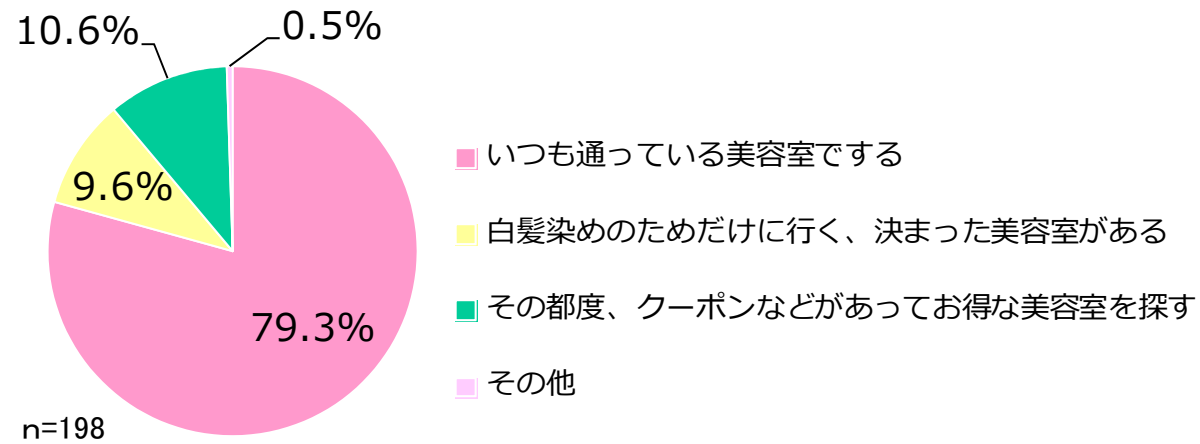 10.6%
0.5%
9.6%
79.3%
いつも通っている美容室でする
白髪染めのためだけに行く、決まった美容室がある
その都度、クーポンなどがあってお得な美容室を探す
その他
n=198